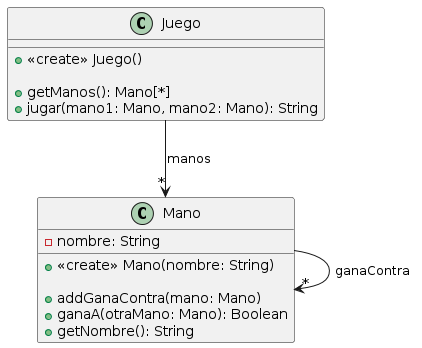 C Juego
«create» Juego()
getManos(): Mano[*]
jugar(mano1: Mano, mano2: Mano): String
manos
*
C Mano
nombre: String
«create» Mano(nombre: String)
addGanaContra(mano: Mano)
ganaA(otraMano: Mano): Boolean
getNombre(): String
ganaContra
*